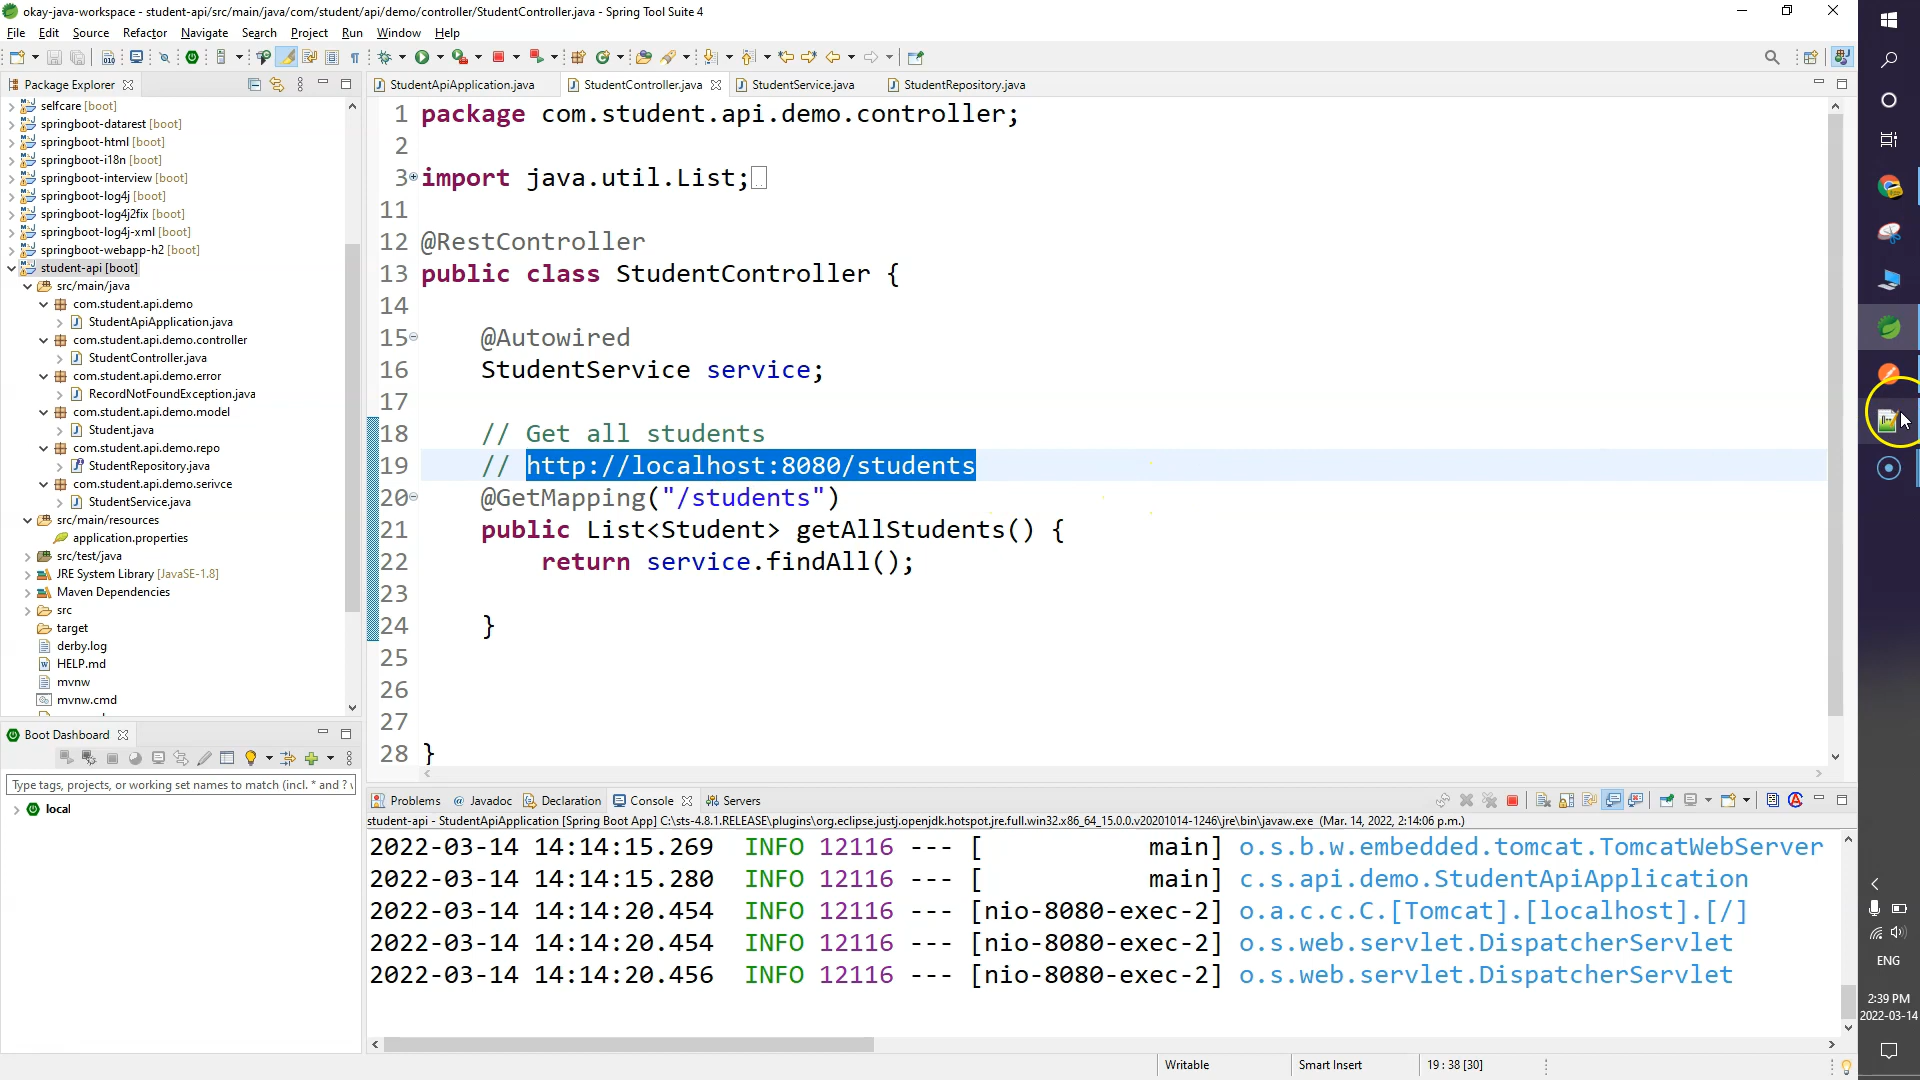 okay-java-workspace - student-api/src/main/java/com/student/api/demo/controller/StudentController.java - Spring Tool Suite 4
File Edit Source Refactor Navigate Search Project Run Window Help
Package Explorer
selfcare [boot]
springboot-datarest [boot]
springboot-html [boot]
springboot-i18n [boot]
springboot-interview [boot]
springboot-log4j [boot]
springboot-log4j2fix [boot]
springboot-log4j-xml [boot]
springboot-webapp-h2 [boot]
student-api [boot]
src/main/java
com.student.api.demo
StudentApiApplication.java
com.student.api.demo.controller
StudentController.java
com.student.api.demo.error
RecordNotFoundException.java
com.student.api.demo.model
Student.java
com.student.api.demo.repo
StudentRepository.java
com.student.api.demo.serivce
StudentService.java
src/main/resources
application.properties
src/test/java
JRE System Library [JavaSE-1.8]
Maven Dependencies
src
target
derby.log
HELP.md
mvnw
mvnw.cmd
Boot Dashboard
Type tags, projects, or working set names to match (incl. * and ? 
local
StudentApiApplication.java StudentController.java StudentService.java StudentRepository.java
1 package com.student.api.demo.controller;
2
3 import java.util.List;
11
12 @RestController
13 public class StudentController {
14
15 @Autowired
16 StudentService service;
17
18 // Get all students
19 // http://localhost:8080/students
20 @GetMapping("/students")
21 public List<Student> getAllStudents() {
22 return service.findAll();
23
24 }
25
26
27
28 }
Problems @ Javadoc Declaration Console Servers
student-api - StudentApiApplication [Spring Boot App] C:\sts-4.8.1.RELEASE\plugins\org.eclipse.justj.openjdk.hotspot.jre.full.win32.x86_64_15.0.0.v20201014-1246\jre\bin\javaw.exe (Mar. 14, 2022, 2:14:06 p.m.)
2022-03-14 14:14:15.269 INFO 12116 --- [ main] o.s.b.w.embedded.tomcat.TomcatWebServer
2022-03-14 14:14:15.280 INFO 12116 --- [ main] c.s.api.demo.StudentApiApplication
2022-03-14 14:14:20.454 INFO 12116 --- [nio-8080-exec-2] o.a.c.c.C.[Tomcat].[localhost].[/]
2022-03-14 14:14:20.454 INFO 12116 --- [nio-8080-exec-2] o.s.web.servlet.DispatcherServlet
2022-03-14 14:14:20.456 INFO 12116 --- [nio-8080-exec-2] o.s.web.servlet.DispatcherServlet
Writable Smart Insert 19 : 38 [30]
ENG
2:39 PM
2022-03-14